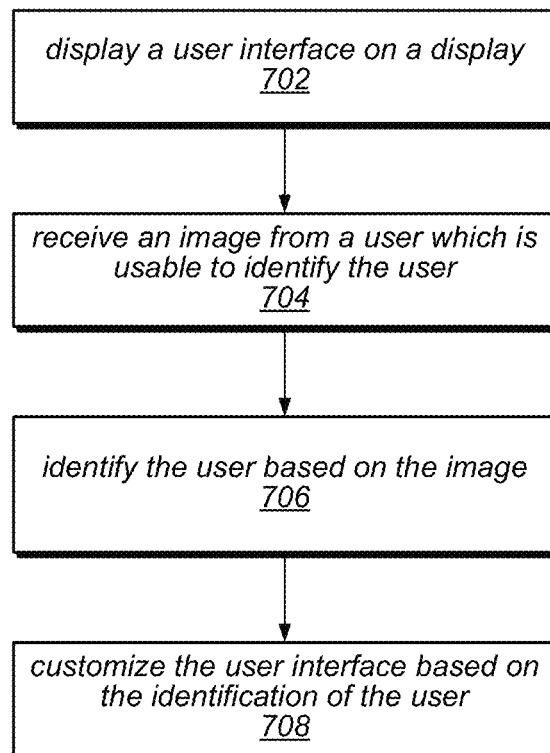 display a user interface on a display
702
receive an image from a user which is
usable to identify the user
704
identify the user based on the image
706
customize the user interface based on
the identification of the user
708